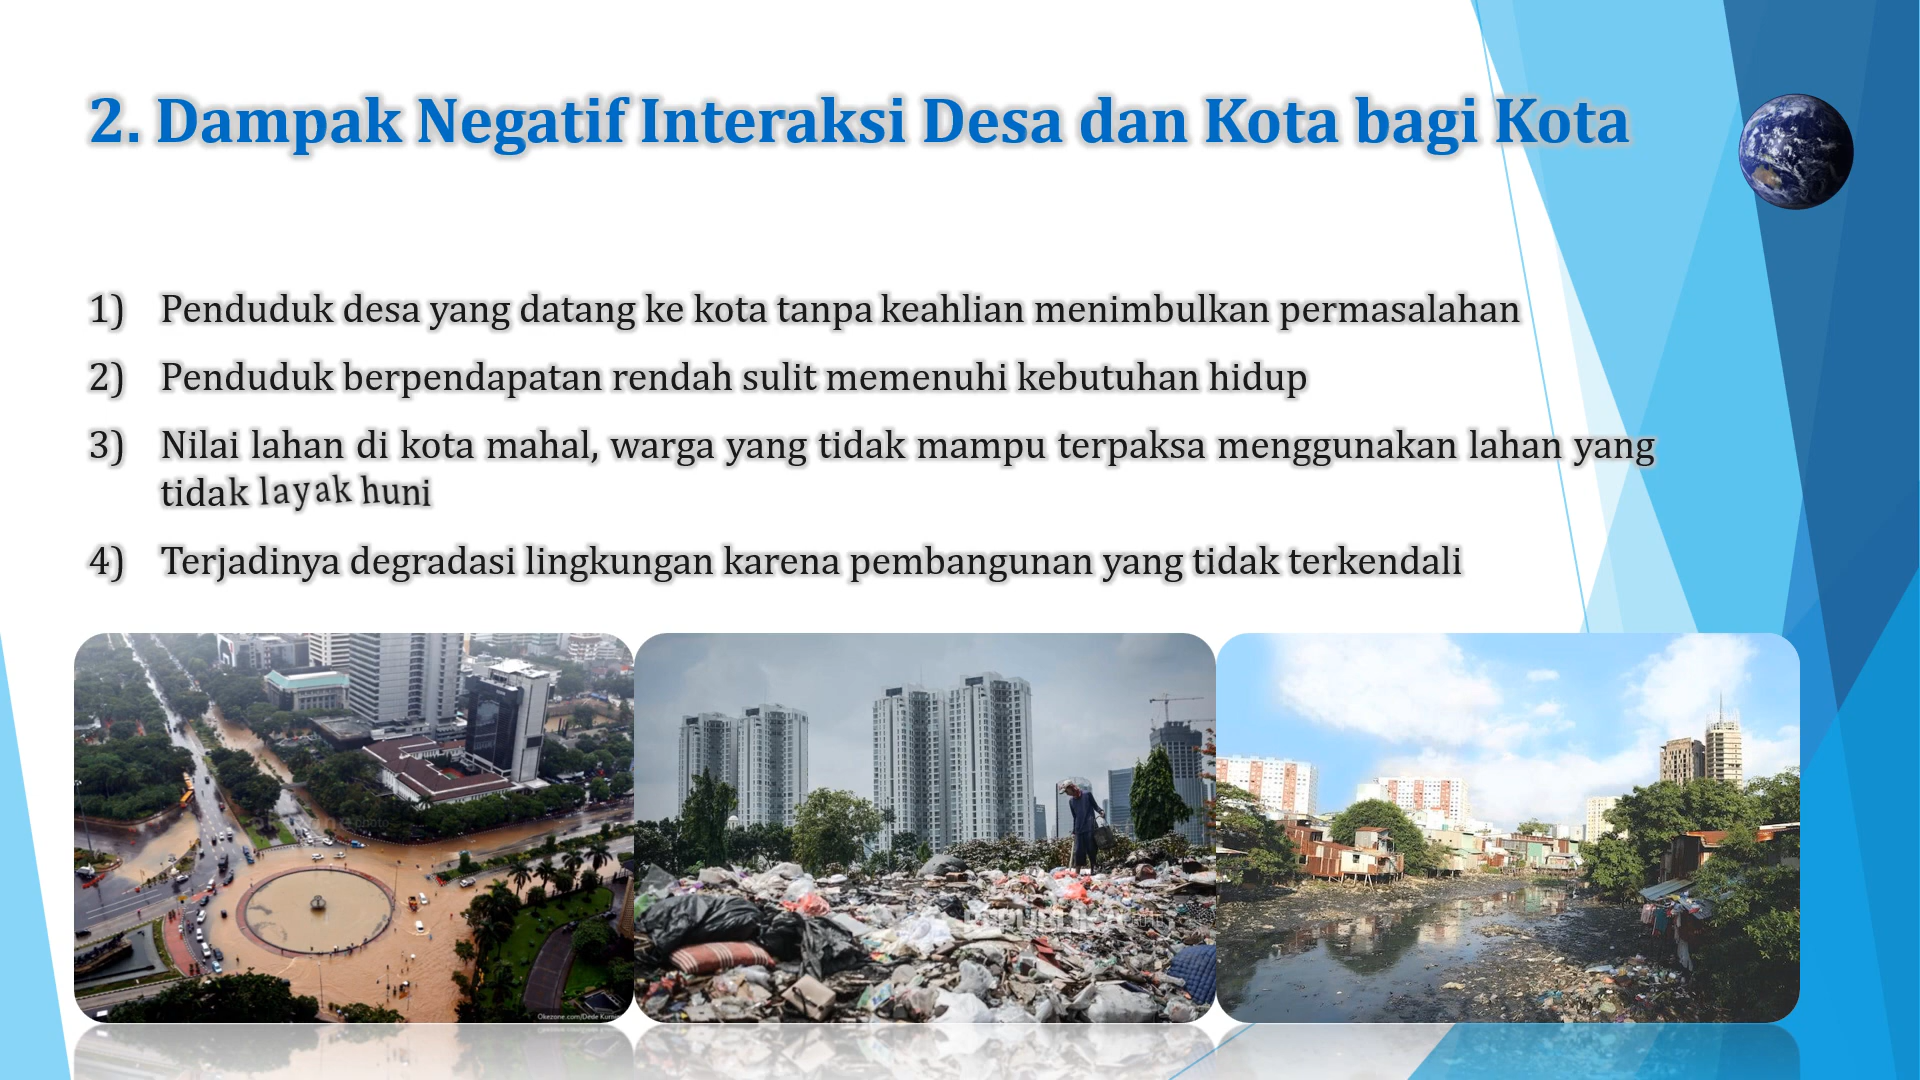 2. Dampak Negatif Interaksi Desa dan Kota bagi Kota
1) Penduduk desa yang datang ke kota tanpa keahlian menimbulkan permasalahan
2) Penduduk berpendapatan rendah sulit memenuhi kebutuhan hidup
3) Nilai lahan di kota mahal, warga yang tidak mampu terpaksa menggunakan lahan yang
tidak layak huni
4) Terjadinya degradasi lingkungan karena pembangunan yang tidak terkendali